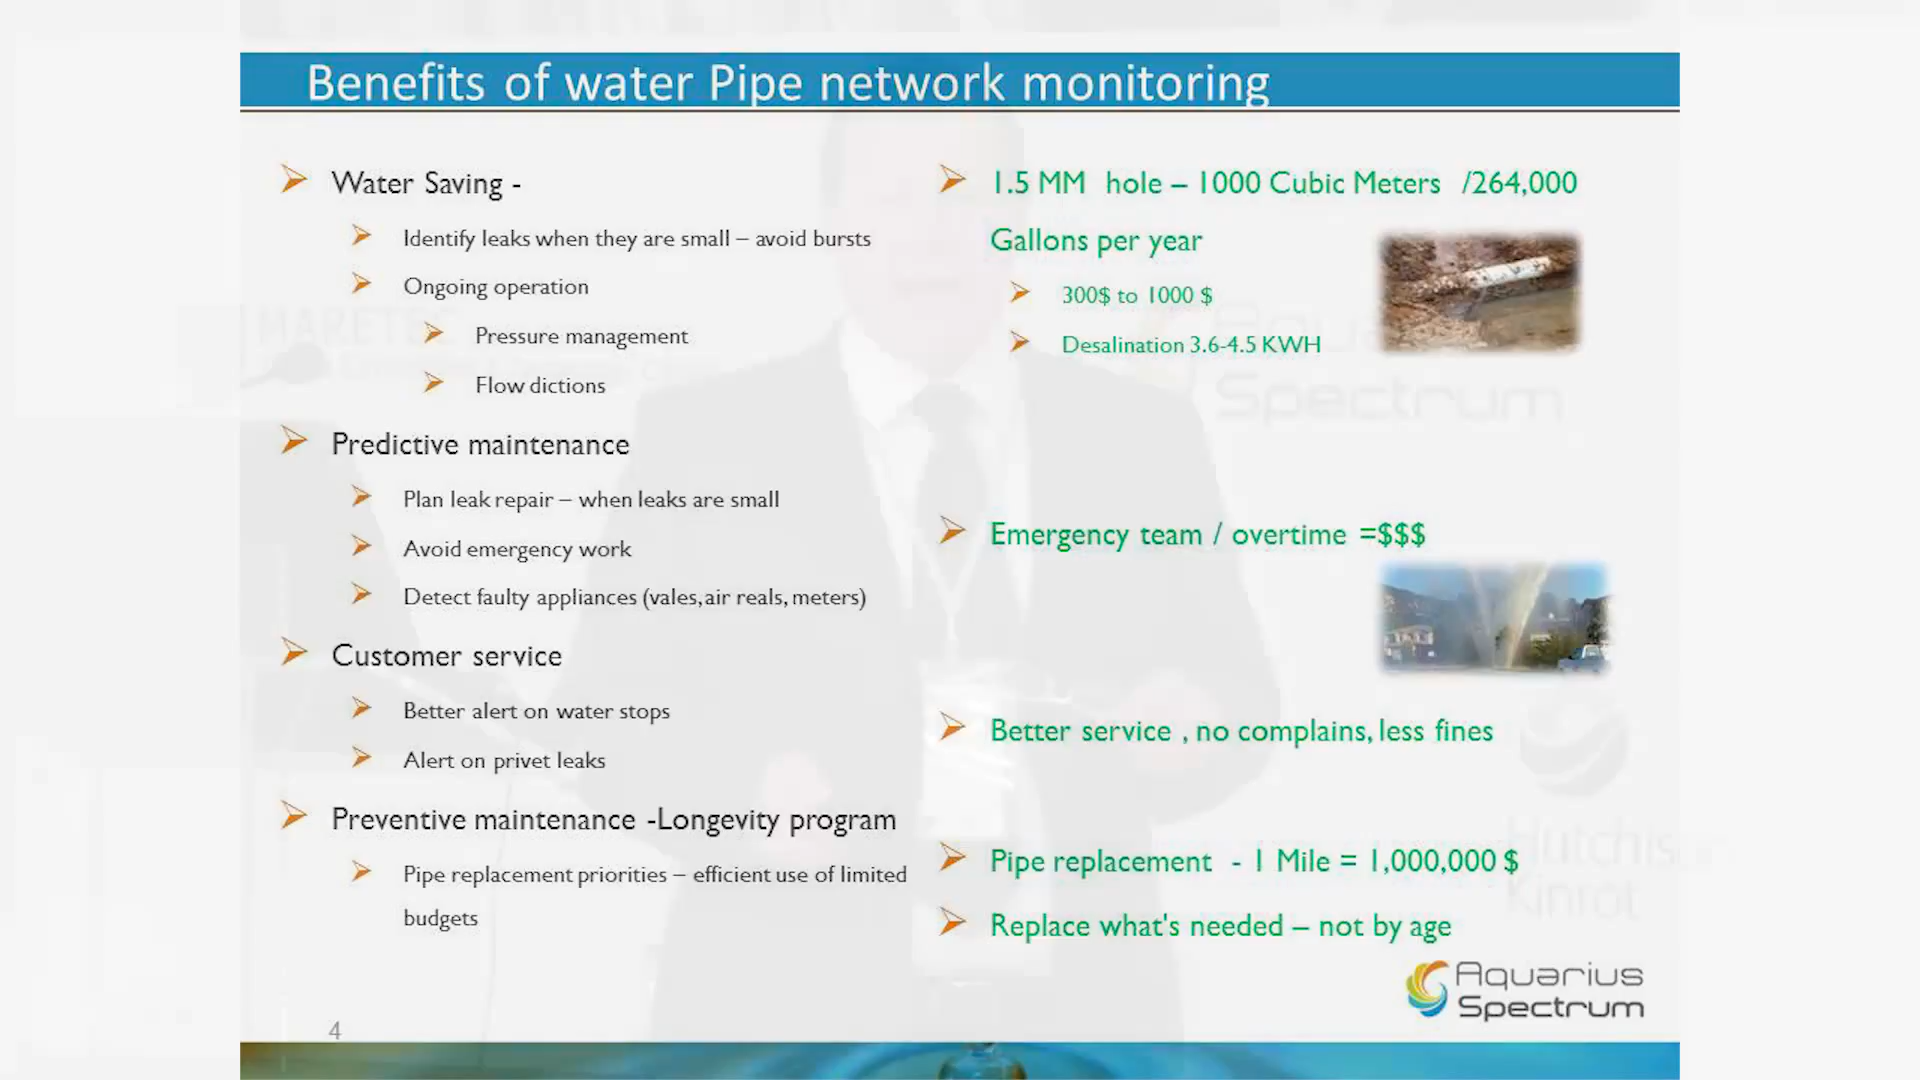 Benefits of water Pipe network monitoring
Water Saving -
Identify leaks when they are small – avoid bursts
Ongoing operation
Pressure management
Flow dictions
Predictive maintenance
Plan leak repair – when leaks are small
Avoid emergency work
Detect faulty appliances (vales, air reals, meters)
Customer service
Better alert on water stops
Alert on privet leaks
Preventive maintenance -Longevity program
Pipe replacement priorities – efficient use of limited
budgets
1.5 MM hole – 1000 Cubic Meters /264,000
Gallons per year
300$ to 1000 $
Desalination 3.6-4.5 KWH
Emergency team / overtime =$$$
Better service , no complains, less fines
Pipe replacement - 1 Mile = 1,000,000 $
Replace what's needed – not by age
Aquarius
Spectrum
4
MARETEC
Aqua
Spectrum
Hutchison
Kinrot